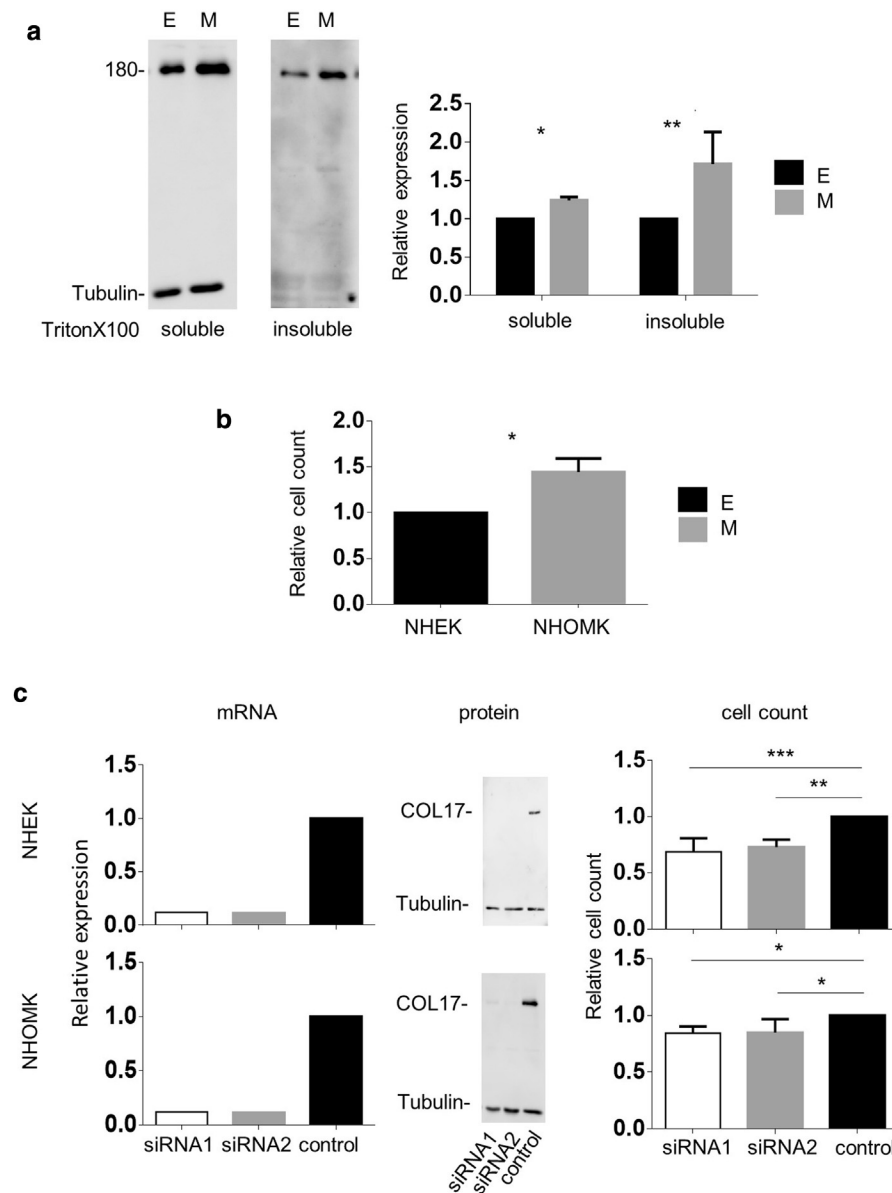 a
E M E M
180-
Tubulin-
TritonX100 soluble insoluble
Relative expression
2.5
2.0
1.5
1.0
0.5
0.0
* **
soluble insoluble
E
M
b
Relative cell count
2.0
1.5
1.0
0.5
0.0
*
NHEK NHOMK
E
M
c
mRNA protein cell count
NHEK
NHOMK
Relative expression
1.5
1.0
0.5
0.0
1.5
1.0
0.5
0.0
siRNA1 siRNA2 control
COL17-
Tubulin-
COL17-
Tubulin-
siRNA1
siRNA2
control
Relative cell count
1.5
1.0
0.5
0.0
***
**
1.5
1.0
0.5
0.0
*
*
siRNA1 siRNA2 control